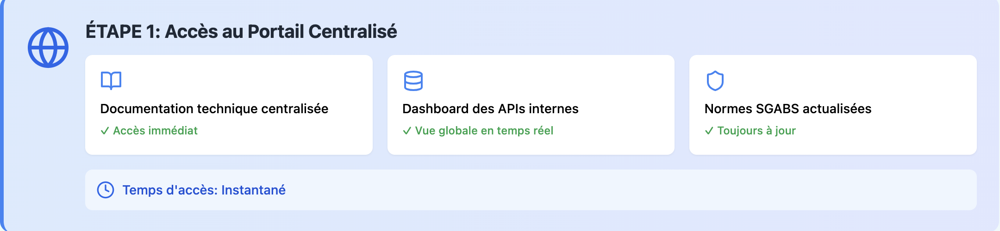 ÉTAPE 1: Accès au Portail Centralisé
Documentation technique centralisée
✓ Accès immédiat
Dashboard des APIs internes
✓ Vue globale en temps réel
Normes SGABS actualisées
✓ Toujours à jour
Temps d'accès: Instantané